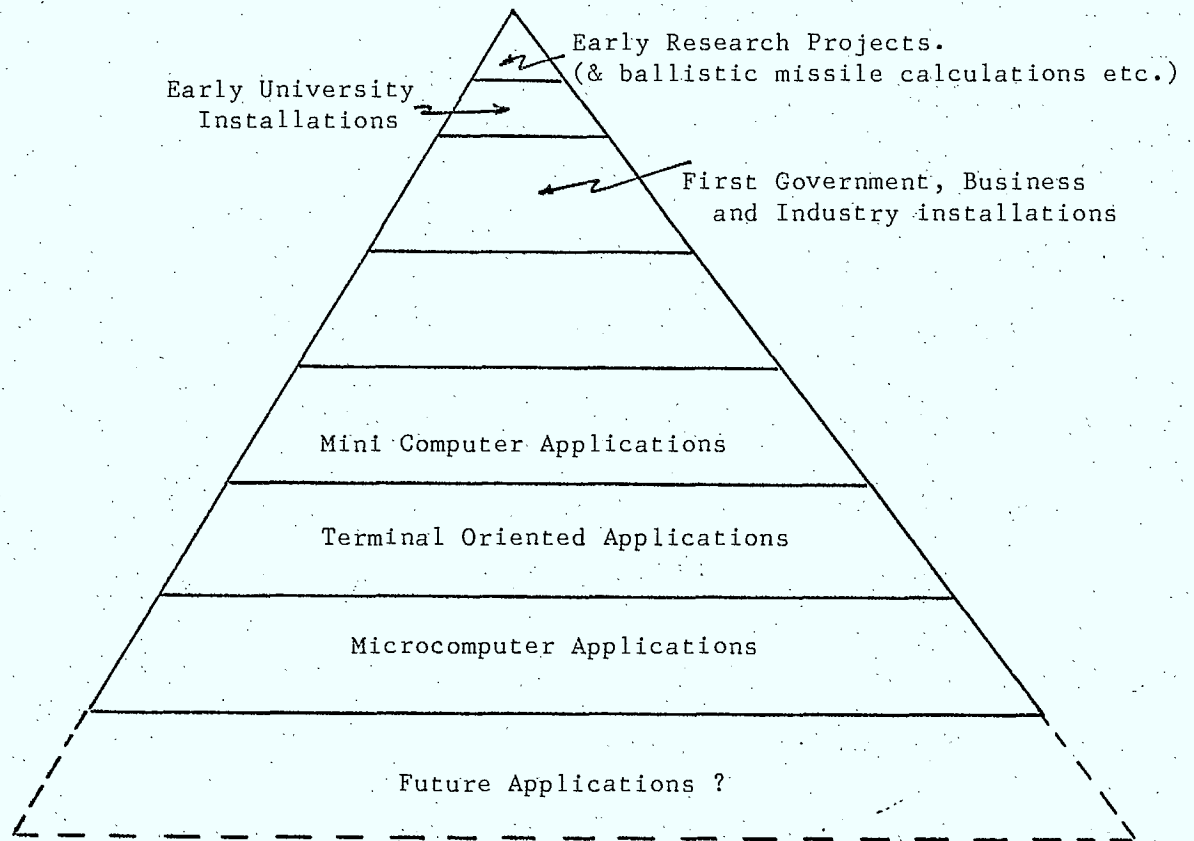 Early Research Projects.
(& ballistic missile calculations etc.)
Early University
Installations
First Government, Business
and Industry installations
Mini Computer Applications
Terminal Oriented Applications
Microcomputer Applications
Future Applications ?